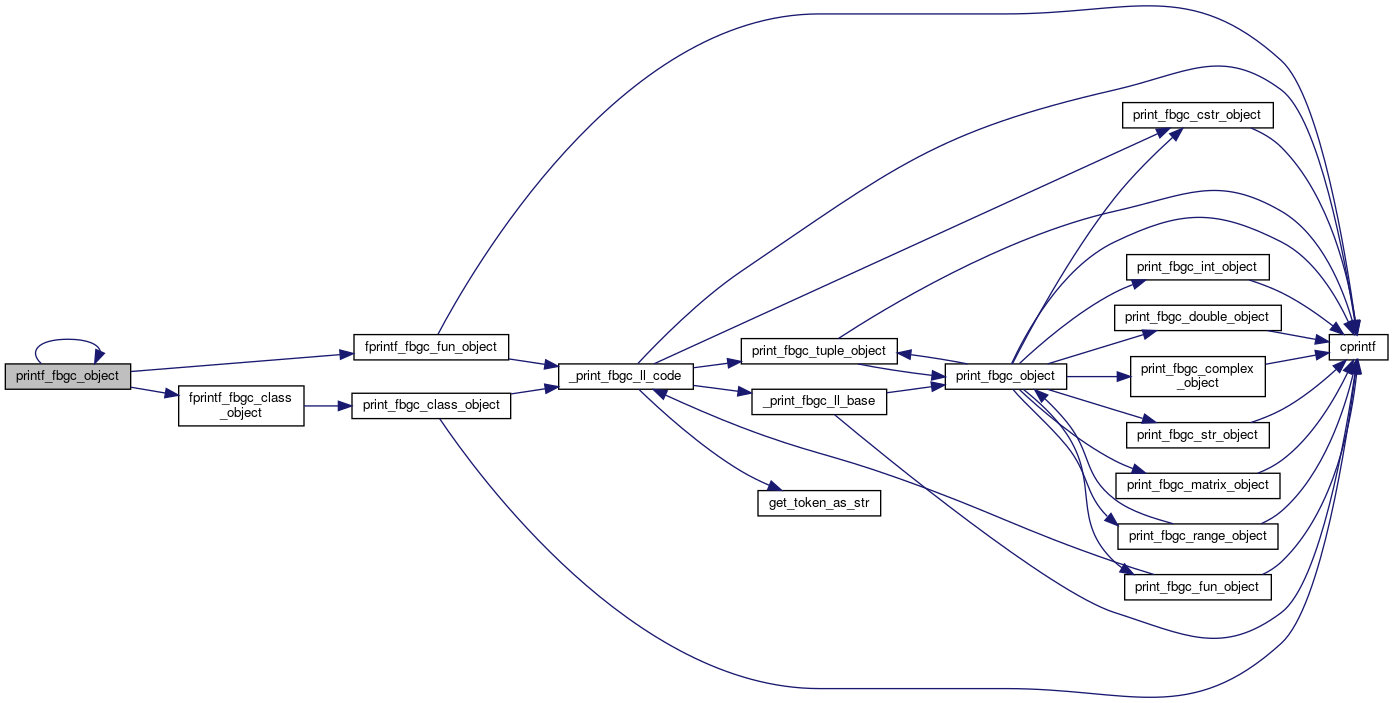 printf_fbgc_object
fprintf_fbgc_fun_object
fprintf_fbgc_class
_object
print_fbgc_class_object
_print_fbgc_ll_code
print_fbgc_tuple_object
_print_fbgc_ll_base
get_token_as_str
print_fbgc_object
print_fbgc_cstr_object
print_fbgc_int_object
print_fbgc_double_object
print_fbgc_complex
_object
print_fbgc_str_object
print_fbgc_matrix_object
print_fbgc_range_object
print_fbgc_fun_object
cprintf